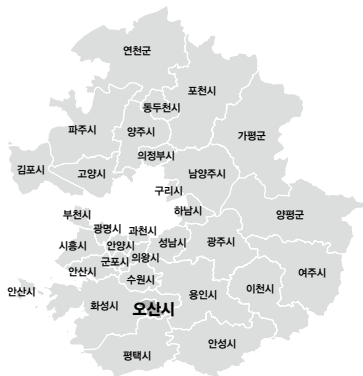 연천군
포천시
동두천시
파주시
양주시
가평군
의정부시
김포시
고양시
남양주시
구리시
하남시
양평군
부천시
광명시
과천시
시흥시
안양시
성남시
광주시
군포시
의왕시
안산시
여주시
수원시
안산시
용인시
이천시
화성시
오산시
안성시
평택시